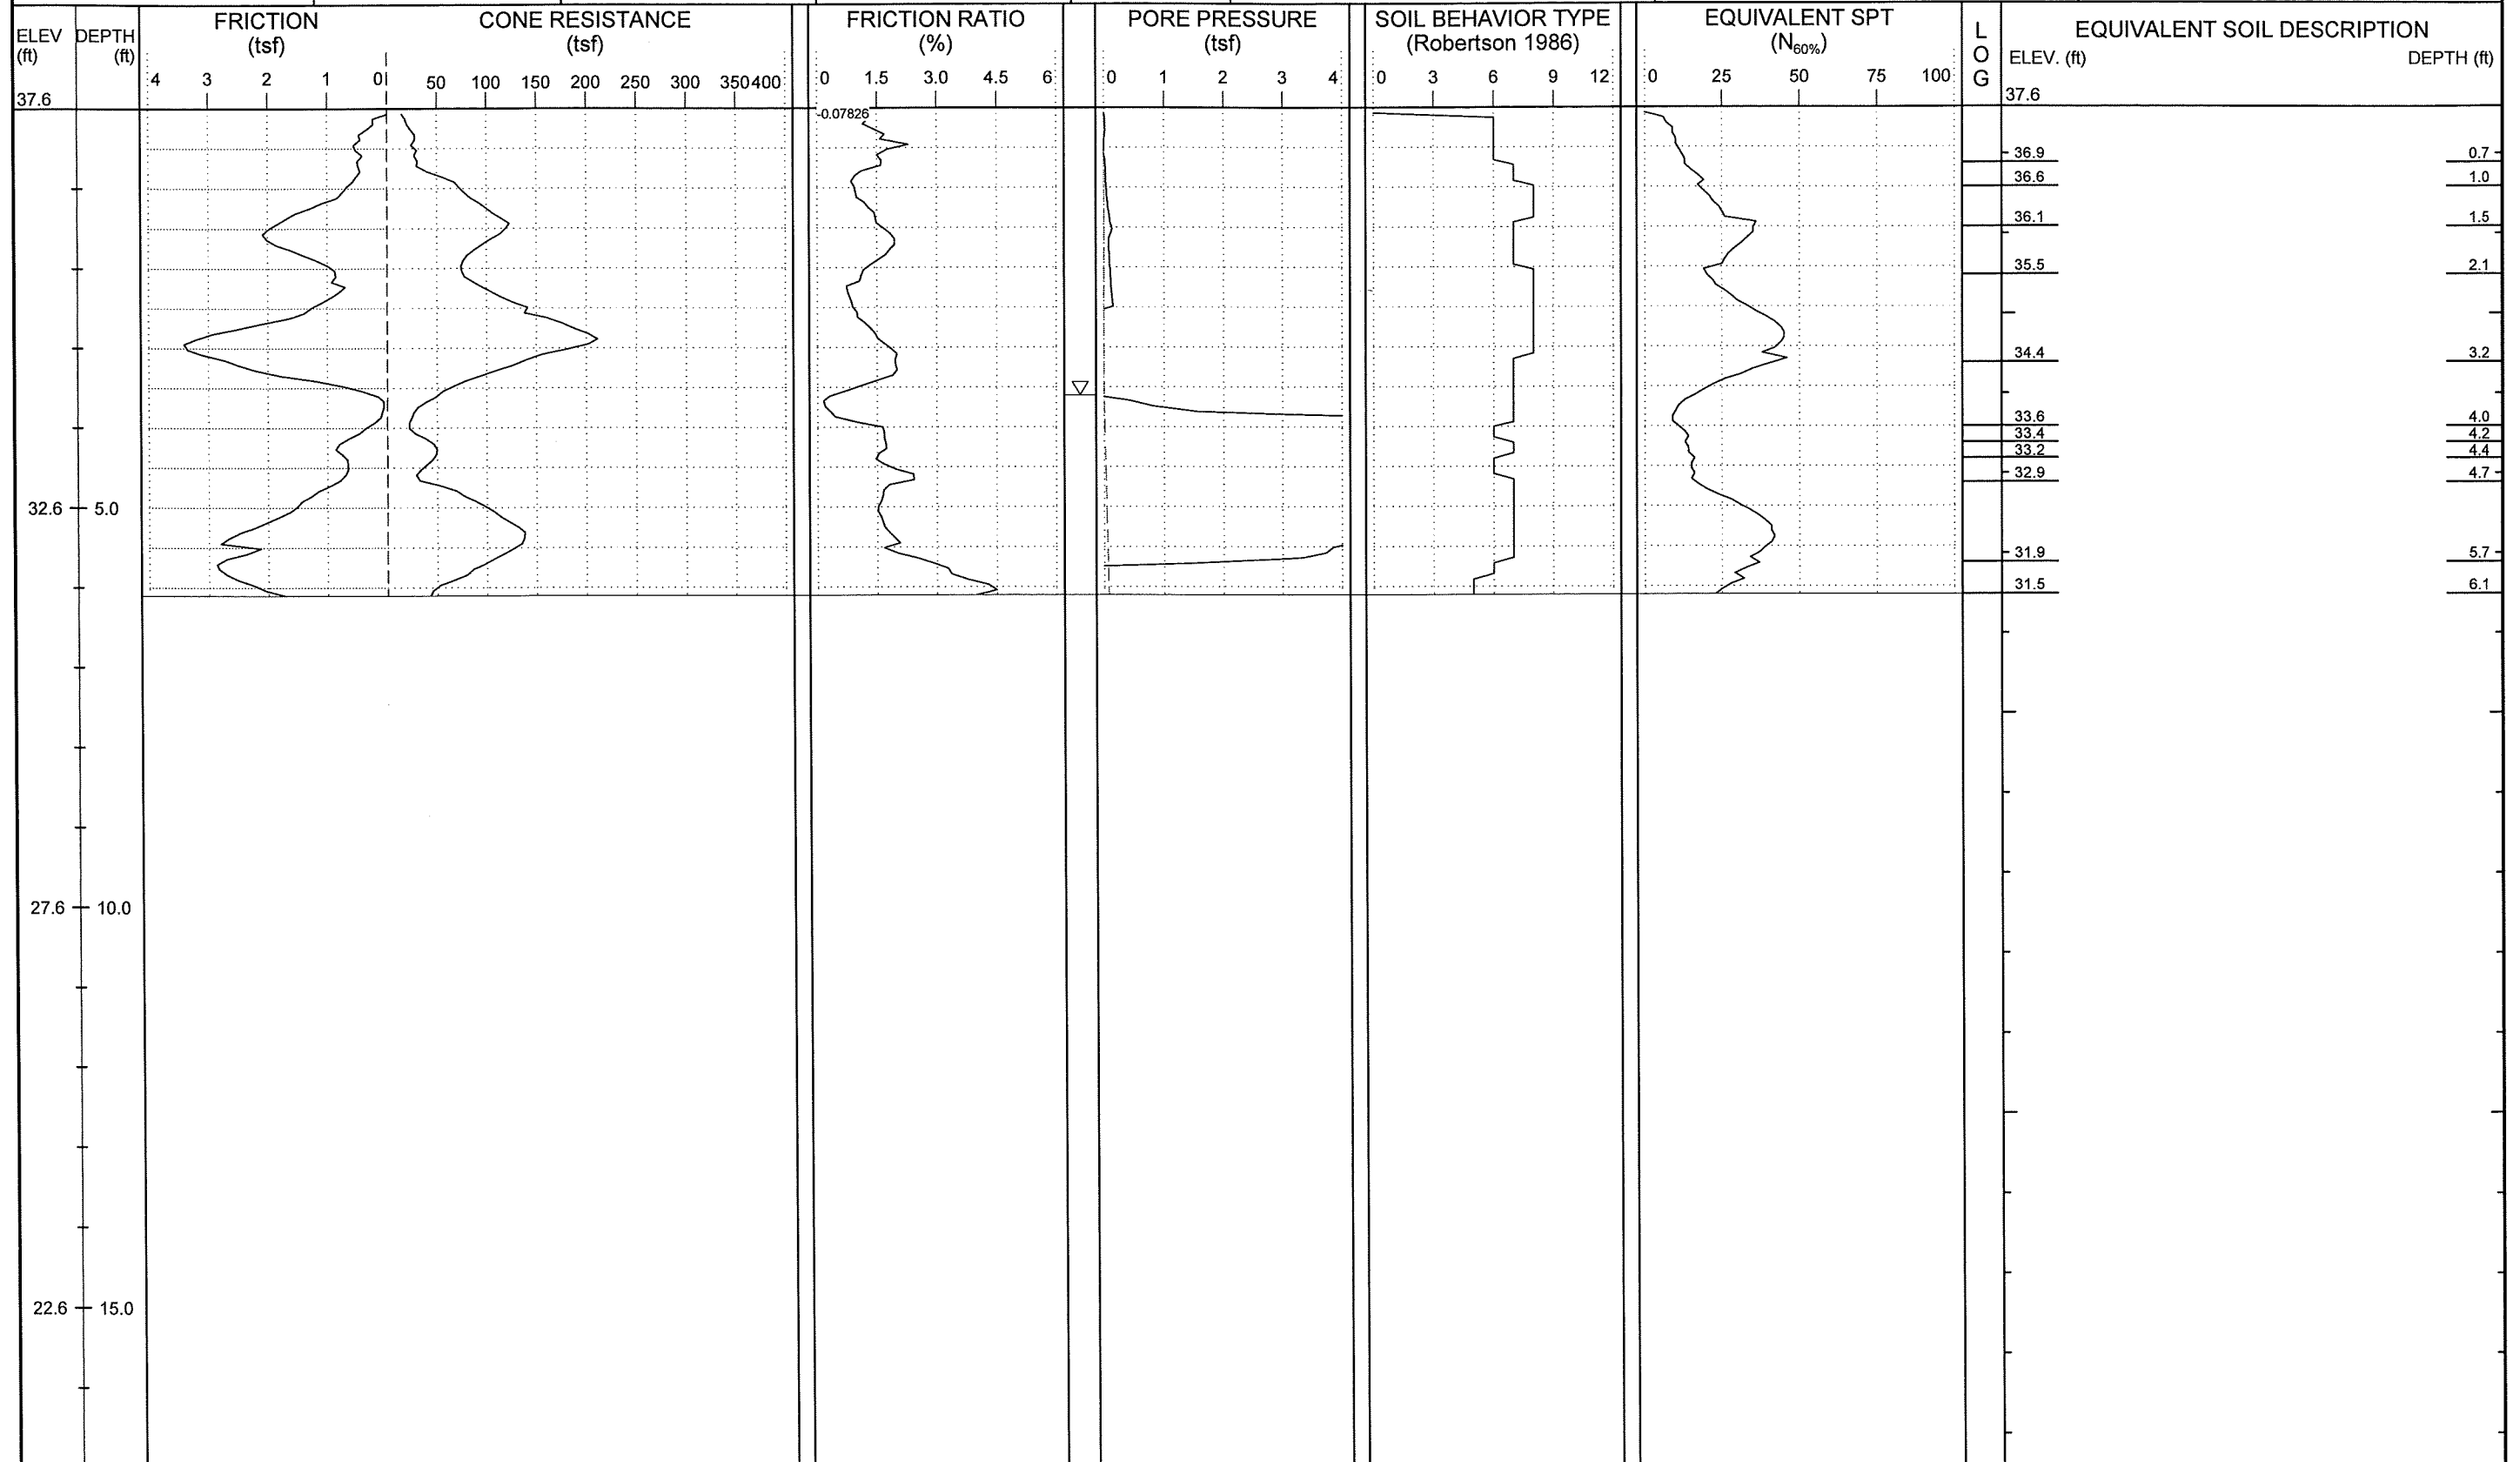 ELEV (ft)
DEPTH (ft)
FRICTION
(tsf)
CONE RESISTANCE
(tsf)
FRICTION RATIO
(%)
PORE PRESSURE
(tsf)
SOIL BEHAVIOR TYPE
(Robertson 1986)
EQUIVALENT SPT
(N60%)
L
O
G
EQUIVALENT SOIL DESCRIPTION
ELEV. (ft)
DEPTH (ft)
4 3 2 1 0 50 100 150 200 250 300 350 400
0 1.5 3.0 4.5 6
0 1 2 3 4
0 3 6 9 12
0 25 50 75 100
37.6
37.6
-0.07826
36.9 0.7
36.6 1.0
36.1 1.5
35.5 2.1
34.4 3.2
33.6 4.0
33.4 4.2
33.2 4.4
32.9 4.7
32.6 5.0
31.9 5.7
31.5 6.1
27.6 10.0
22.6 15.0